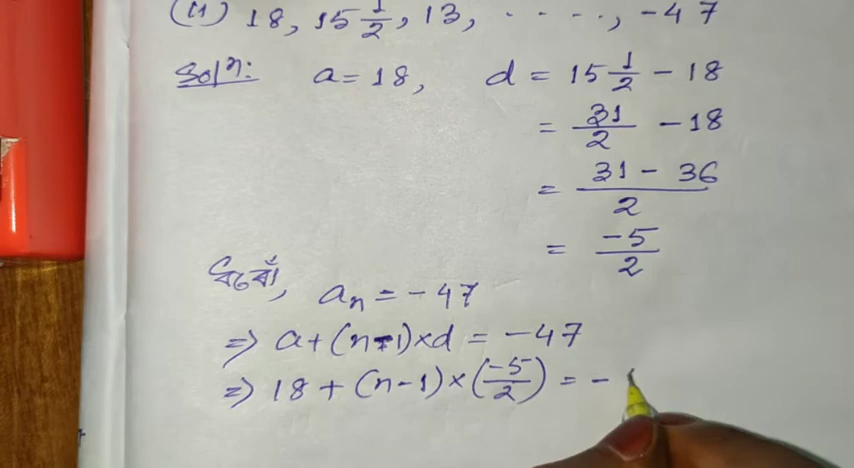 (ii) 18, 15 1/2, 13, ....., -47
Solⁿ: a = 18, d = 15 1/2 - 18
= 31/2 - 18
= (31 - 36)/2
= -5/2
ধৰোঁ, aₙ = -47
⇒ a + (n-1)×d = -47
⇒ 18 + (n-1)×(-5/2) = -